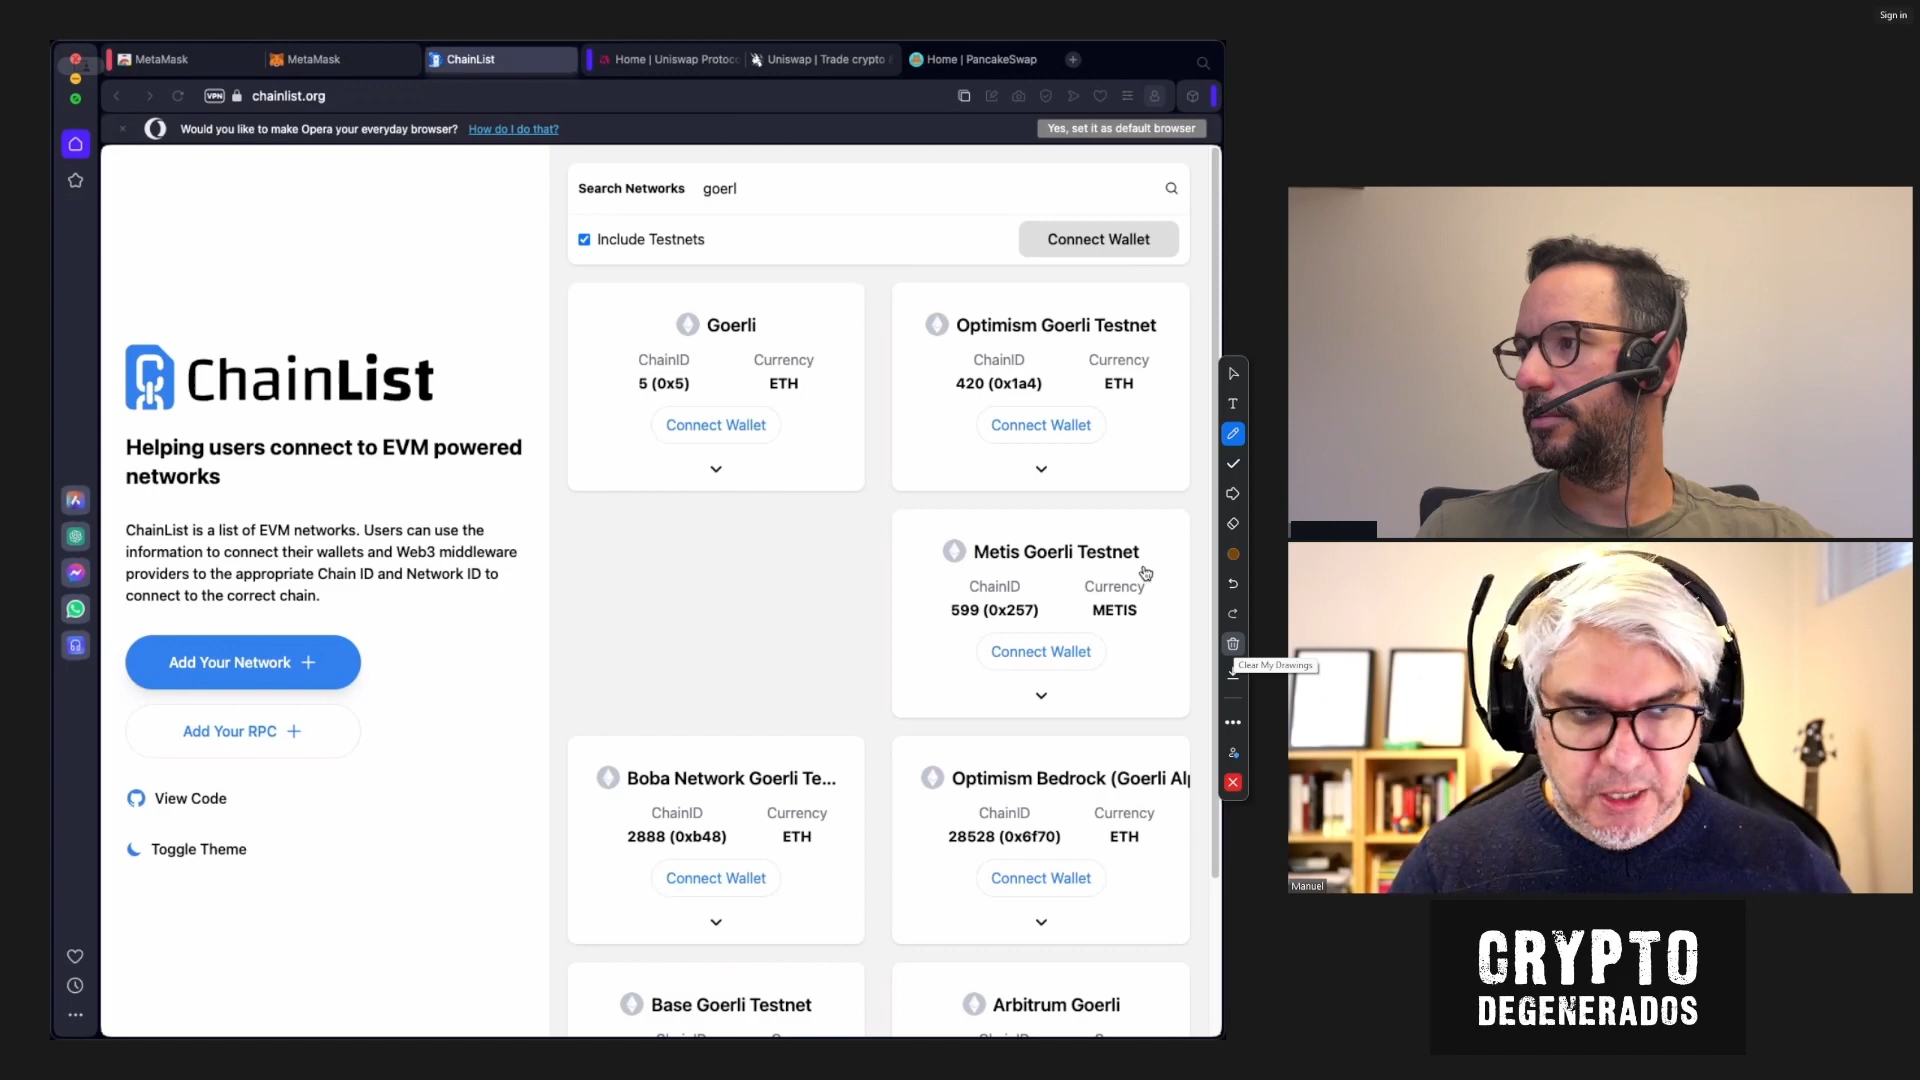 Sign in
MetaMask
MetaMask
ChainList
Home | Uniswap Protoc
Uniswap | Trade crypto
Home | PancakeSwap
VPN
chainlist.org
Would you like to make Opera your everyday browser? How do I do that?
Yes, set it as default browser
Search Networks goerl
Include Testnets
Connect Wallet
ChainList
Helping users connect to EVM powered
networks
ChainList is a list of EVM networks. Users can use the
information to connect their wallets and Web3 middleware
providers to the appropriate Chain ID and Network ID to
connect to the correct chain.
Add Your Network
Add Your RPC
View Code
Toggle Theme
Goerli
ChainID Currency
5 (0x5) ETH
Connect Wallet
Optimism Goerli Testnet
ChainID Currency
420 (0x1a4) ETH
Connect Wallet
Metis Goerli Testnet
ChainID Currency
599 (0x257) METIS
Connect Wallet
Boba Network Goerli Te...
ChainID Currency
2888 (0xb48) ETH
Connect Wallet
Optimism Bedrock (Goerli Al
ChainID Currency
28528 (0x6f70) ETH
Connect Wallet
Base Goerli Testnet
Arbitrum Goerli
T
Clear My Drawings
Manuel
CRYPTO
DEGENERADOS